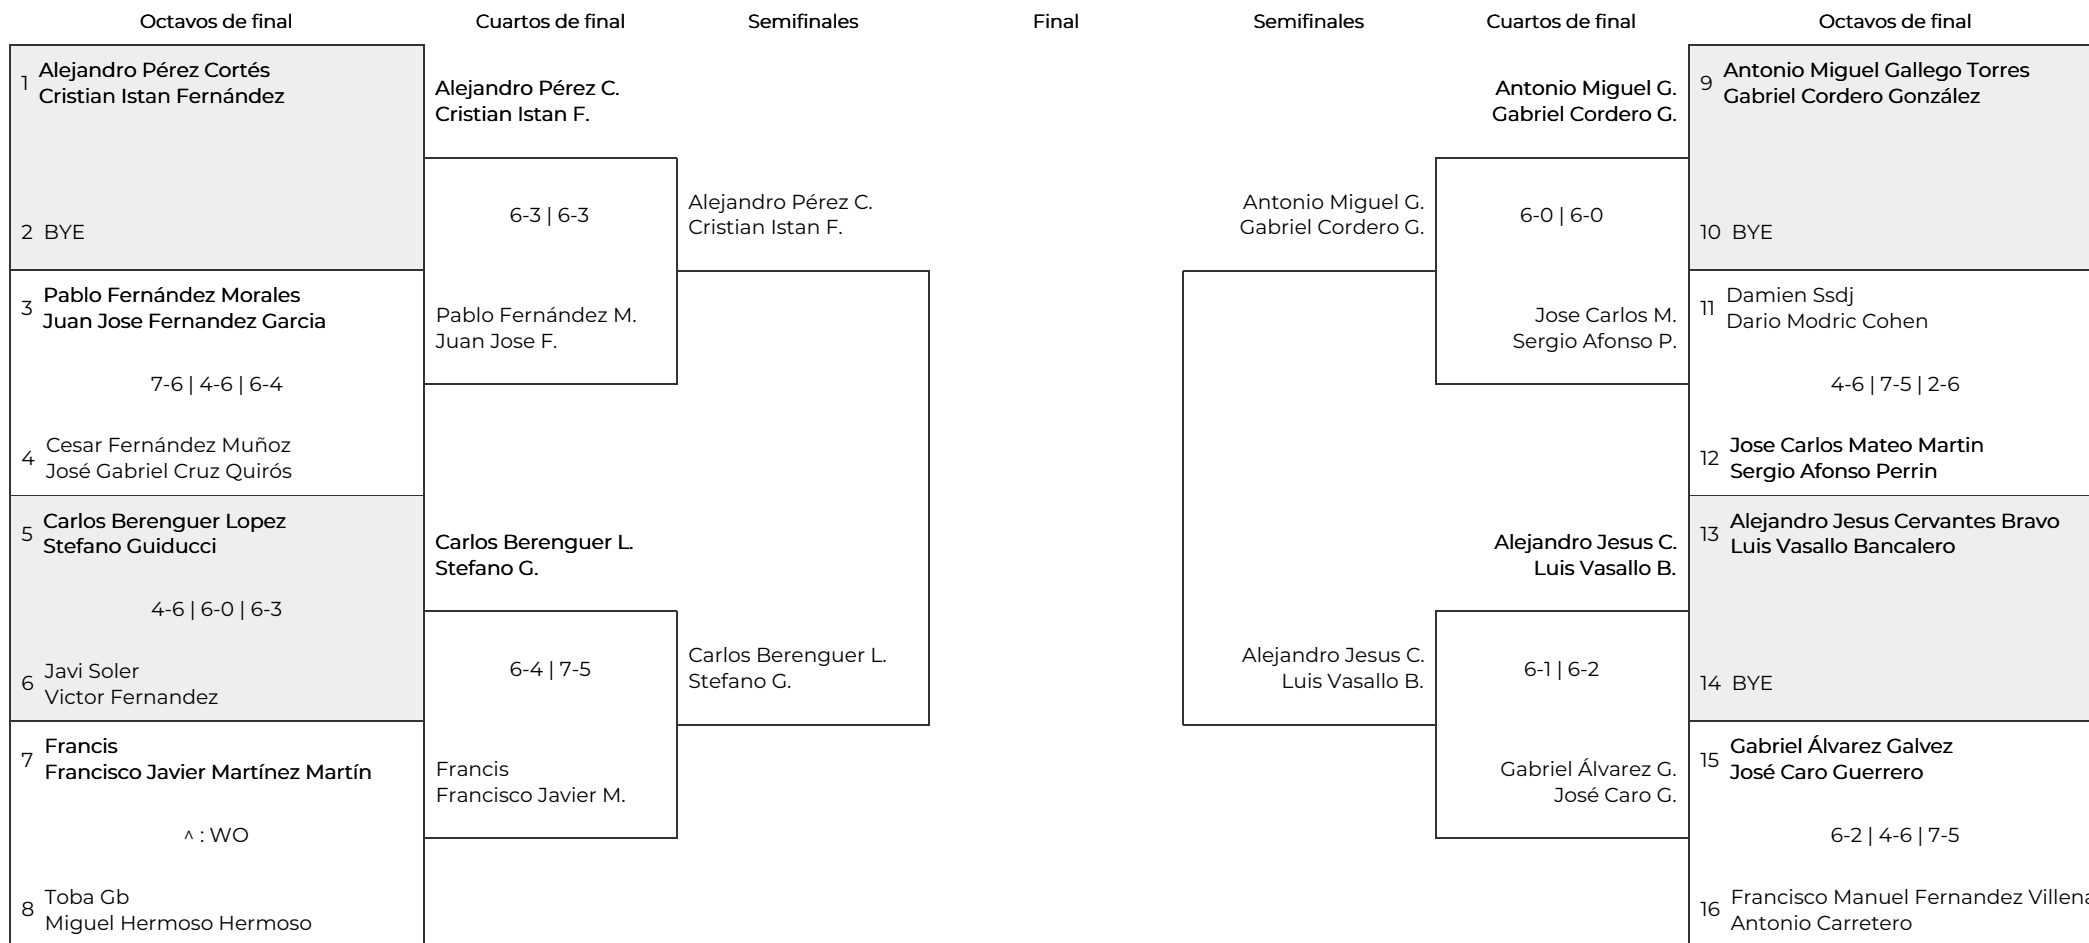 Octavos de final
Cuartos de final
Semifinales
Final
Semifinales
Cuartos de final
Octavos de final
1
Alejandro Pérez Cortés
Cristian Istan Fernández
2 BYE
3
Pablo Fernández Morales
Juan Jose Fernandez Garcia
7-6 | 4-6 | 6-4
4
Cesar Fernández Muñoz
José Gabriel Cruz Quirós
5
Carlos Berenguer Lopez
Stefano Guiducci
4-6 | 6-0 | 6-3
6
Javi Soler
Victor Fernandez
7
Francis
Francisco Javier Martínez Martín
^ : WO
8
Toba Gb
Miguel Hermoso Hermoso
Alejandro Pérez C.
Cristian Istan F.
6-3 | 6-3
Pablo Fernández M.
Juan Jose F.
Carlos Berenguer L.
Stefano G.
6-4 | 7-5
Francis
Francisco Javier M.
Alejandro Pérez C.
Cristian Istan F.
Carlos Berenguer L.
Stefano G.
Antonio Miguel G.
Gabriel Cordero G.
Alejandro Jesus C.
Luis Vasallo B.
Antonio Miguel G.
Gabriel Cordero G.
6-0 | 6-0
Jose Carlos M.
Sergio Afonso P.
Alejandro Jesus C.
Luis Vasallo B.
6-1 | 6-2
Gabriel Álvarez G.
José Caro G.
9
Antonio Miguel Gallego Torres
Gabriel Cordero González
10 BYE
11
Damien Ssdj
Dario Modric Cohen
4-6 | 7-5 | 2-6
12
Jose Carlos Mateo Martin
Sergio Afonso Perrin
13
Alejandro Jesus Cervantes Bravo
Luis Vasallo Bancalero
14 BYE
15
Gabriel Álvarez Galvez
José Caro Guerrero
6-2 | 4-6 | 7-5
16
Francisco Manuel Fernandez Villena
Antonio Carretero